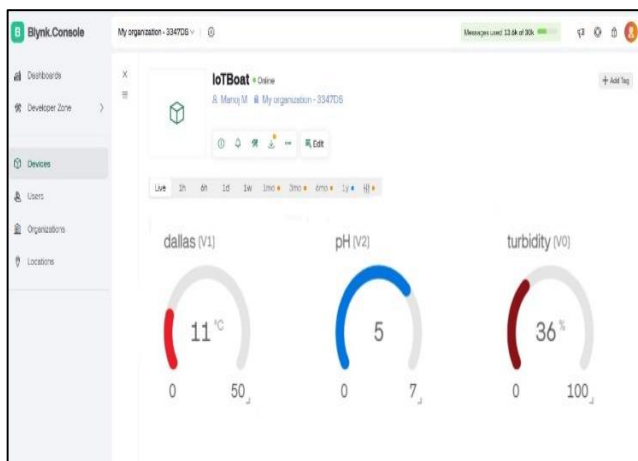 Blynk.Console
My organization - 3347DS
Messages used 13.6k of 30k
Dashboards
Developer Zone
Devices
Users
Organizations
Locations
IoTBoat Online
Manoj M My organization - 3347DS
Add Tag
Edit
Live 1h 6h 1d 1w 1mo 3mo 6mo 1y
dallas (V1)
11 °C
0 50
pH (V2)
5
0 7
turbidity (V0)
36 %
0 100